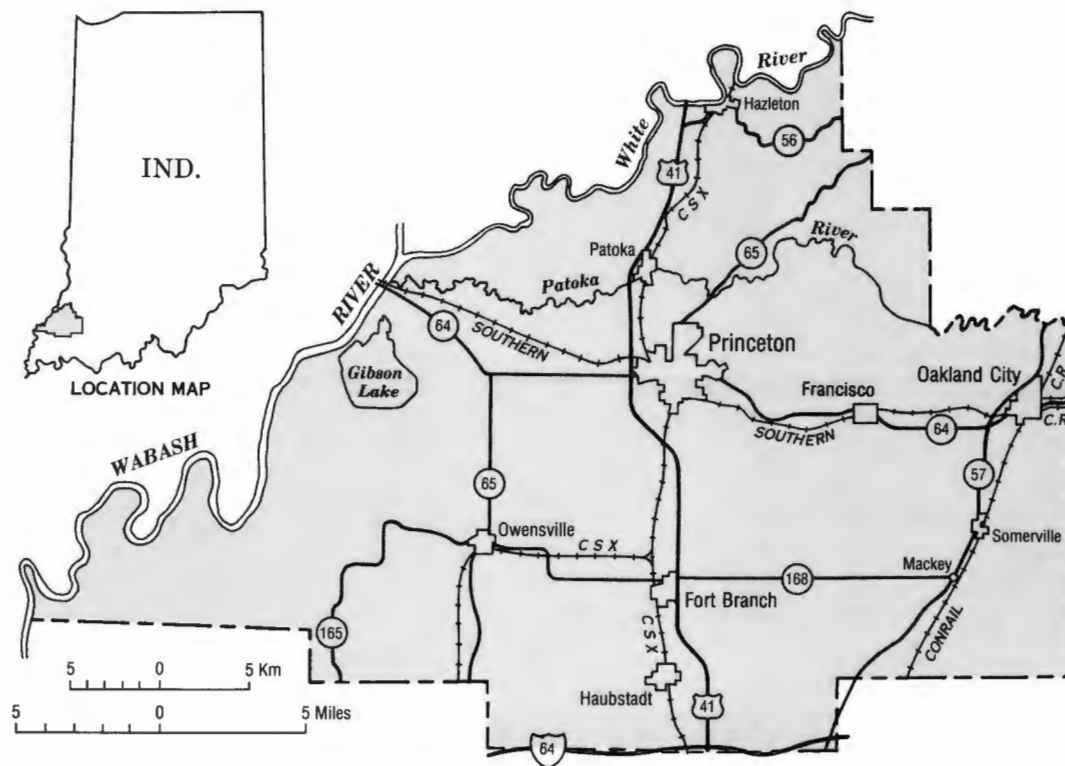 IND.
LOCATION MAP
River
Hazleton
White
56
41
CSX
Patoka
River
65
Patoka
RIVER
64
SOUTHERN
Princeton
Gibson
Lake
Francisco
Oakland City
C.R.
SOUTHERN
64
C.R
WABASH
65
57
Owensville
CSX
Somerville
Mackey
168
Fort Branch
165
CSX
CONRAIL
5 0 5 Km
Haubstadt
41
5 0 5 Miles
64